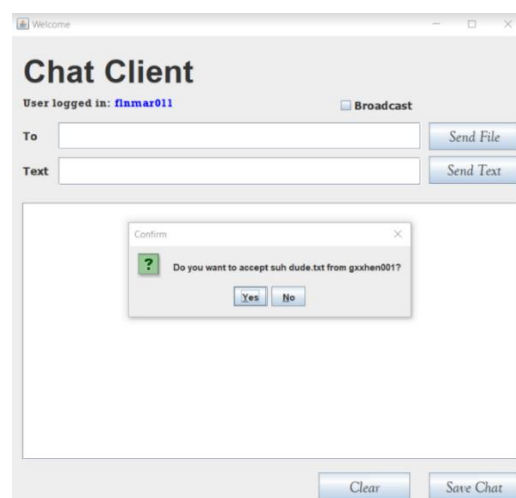 Welcome
Chat Client
User logged in: flnmar011
Broadcast
To
Send File
Text
Send Text
Confirm
?
Do you want to accept suh dude.txt from gxxhen001?
Yes No
Clear Save Chat